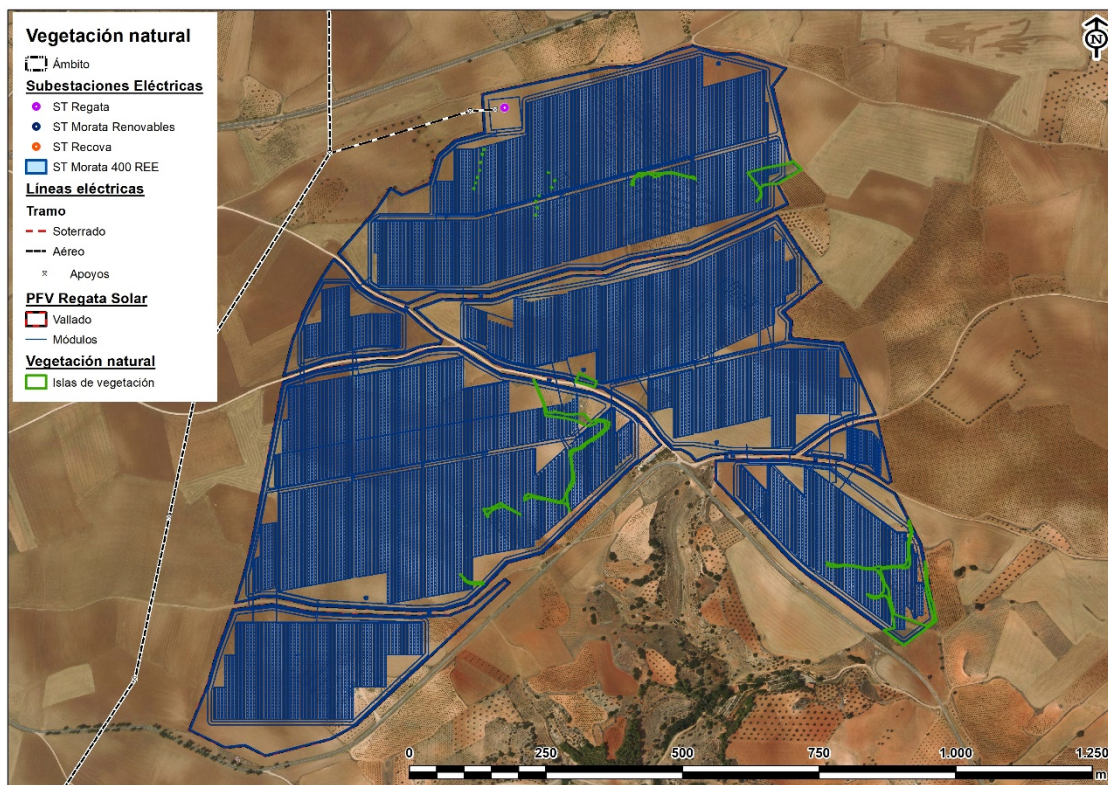 Vegetación natural
Ámbito
Subestaciones Eléctricas
ST Regata
ST Morata Renovables
ST Recova
ST Morata 400 REE
Líneas eléctricas
Tramo
Soterrado
Aéreo
Apoyos
PFV Regata Solar
Vallado
Módulos
Vegetación natural
Islas de vegetación
N
0 250 500 750 1.000 1.250
m